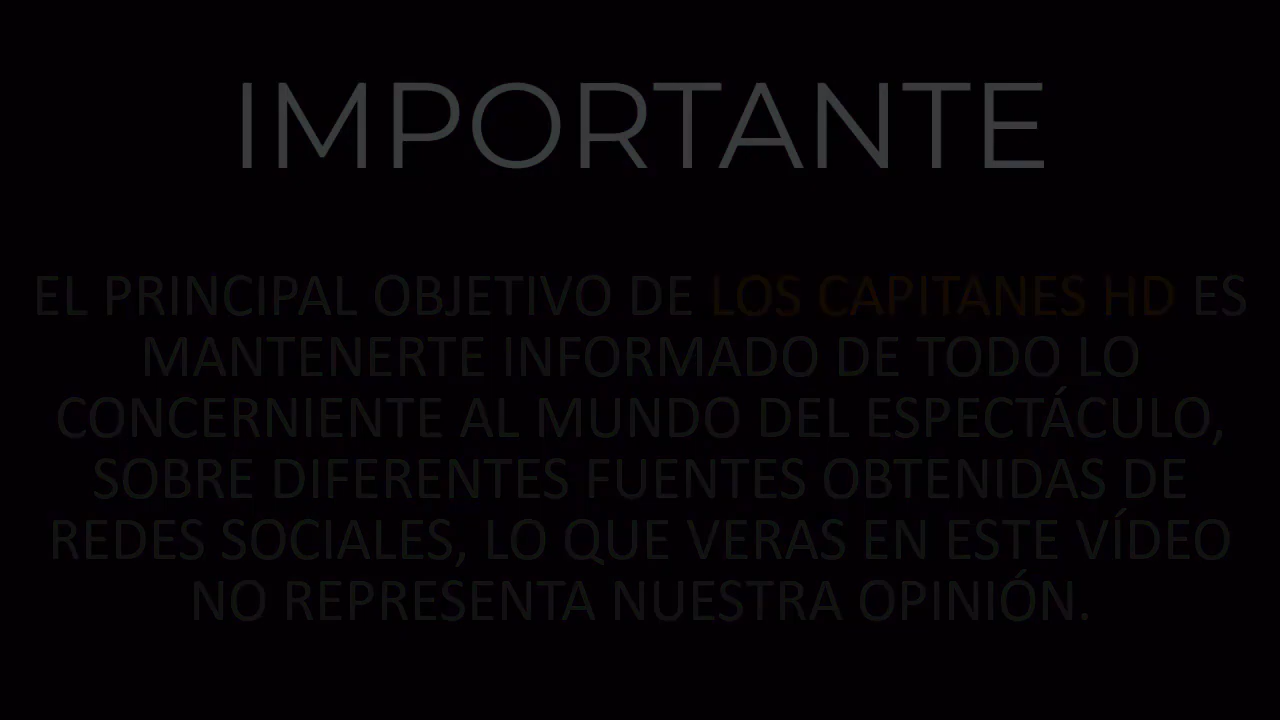 IMPORTANTE
EL PRINCIPAL OBJETIVO DE LOS CAPITANES HD ES
MANTENERTE INFORMADO DE TODO LO
CONCERNIENTE AL MUNDO DEL ESPECTÁCULO,
SOBRE DIFERENTES FUENTES OBTENIDAS DE
REDES SOCIALES, LO QUE VERAS EN ESTE VÍDEO
NO REPRESENTA NUESTRA OPINIÓN.